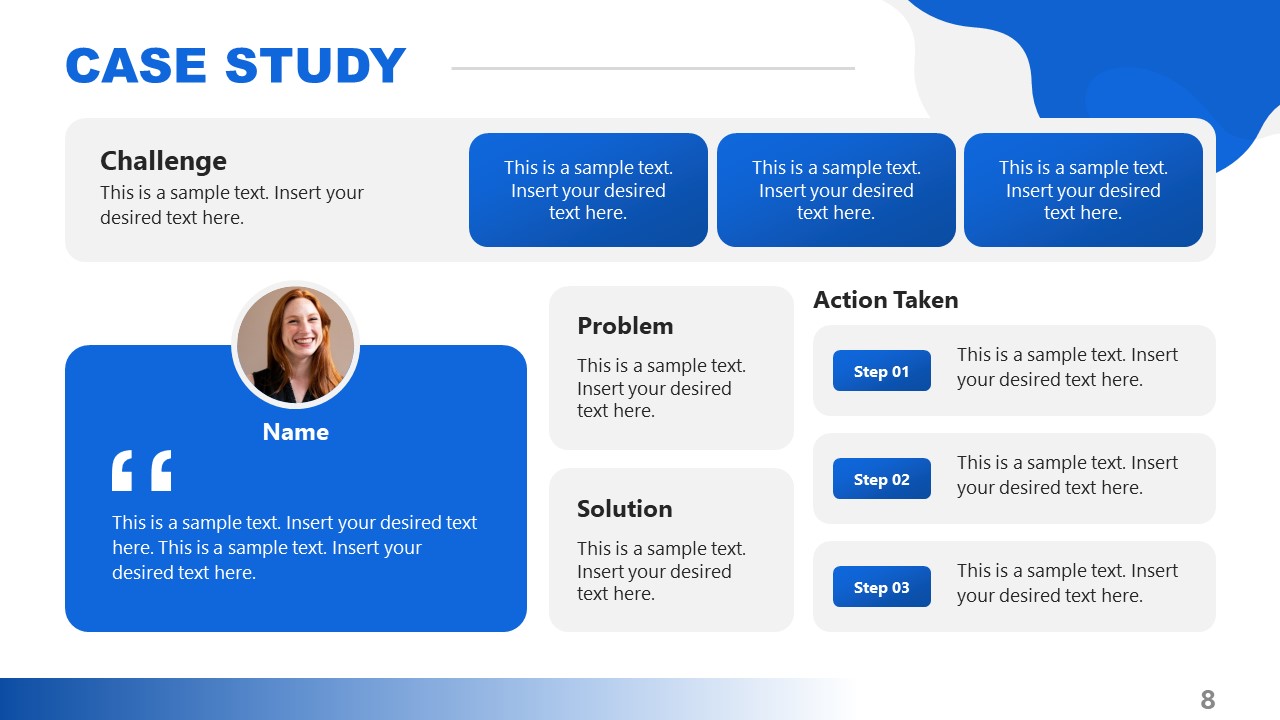 CASE STUDY
Challenge
This is a sample text. Insert your
desired text here.
This is a sample text.
Insert your desired
text here.
This is a sample text.
Insert your desired
text here.
This is a sample text.
Insert your desired
text here.
Name
“
This is a sample text. Insert your desired text
here. This is a sample text. Insert your
desired text here.
Problem
This is a sample text.
Insert your desired
text here.
Solution
This is a sample text.
Insert your desired
text here.
Action Taken
Step 01
This is a sample text. Insert
your desired text here.
Step 02
This is a sample text. Insert
your desired text here.
Step 03
This is a sample text. Insert
your desired text here.
8